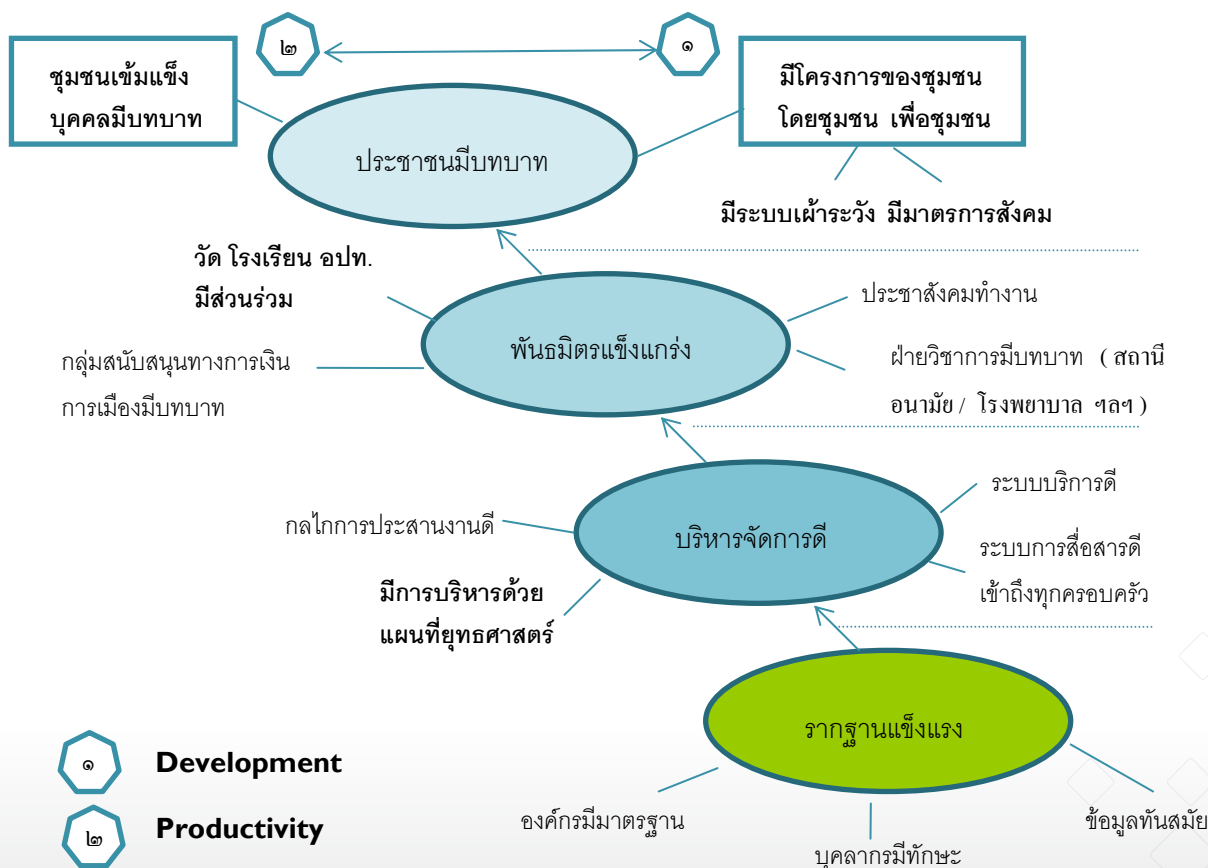 ๒
๑
ชุมชนเข้มแข็ง
บุคคลมีบทบาท
มีโครงการของชุมชน
โดยชุมชน เพื่อชุมชน
ประชาชนมีบทบาท
มีระบบเฝ้าระวัง มีมาตรการสังคม
วัด โรงเรียน อปท.
มีส่วนร่วม
ประชาสังคมทำงาน
พันธมิตรแข็งแกร่ง
กลุ่มสนับสนุนทางการเงิน
การเมืองมีบทบาท
ฝ่ายวิชาการมีบทบาท ( สถานี
อนามัย / โรงพยาบาล ฯลฯ )
ระบบบริการดี
กลไกการประสานงานดี
บริหารจัดการดี
ระบบการสื่อสารดี
เข้าถึงทุกครอบครัว
มีการบริหารด้วย
แผนที่ยุทธศาสตร์
รากฐานแข็งแรง
องค์กรมีมาตรฐาน
บุคลากรมีทักษะ
ข้อมูลทันสมัย
๑ Development
๒ Productivity